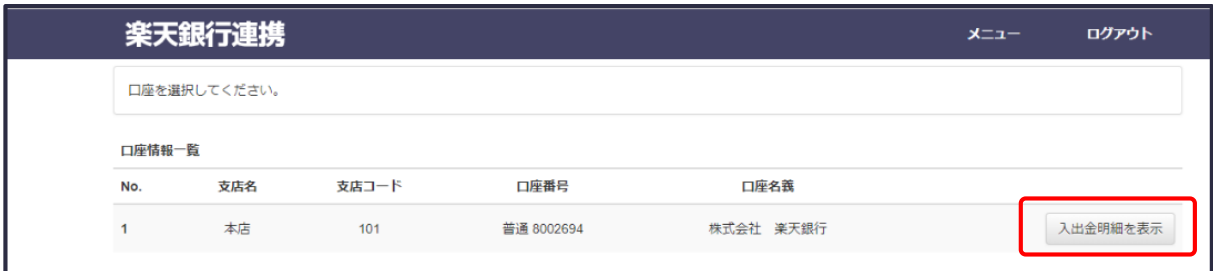 楽天銀行連携 メニュー ログアウト
口座を選択してください。
口座情報一覧
No. 支店名 支店コード 口座番号 口座名義
1 本店 101 普通 8002694 株式会社　楽天銀行 入出金明細を表示